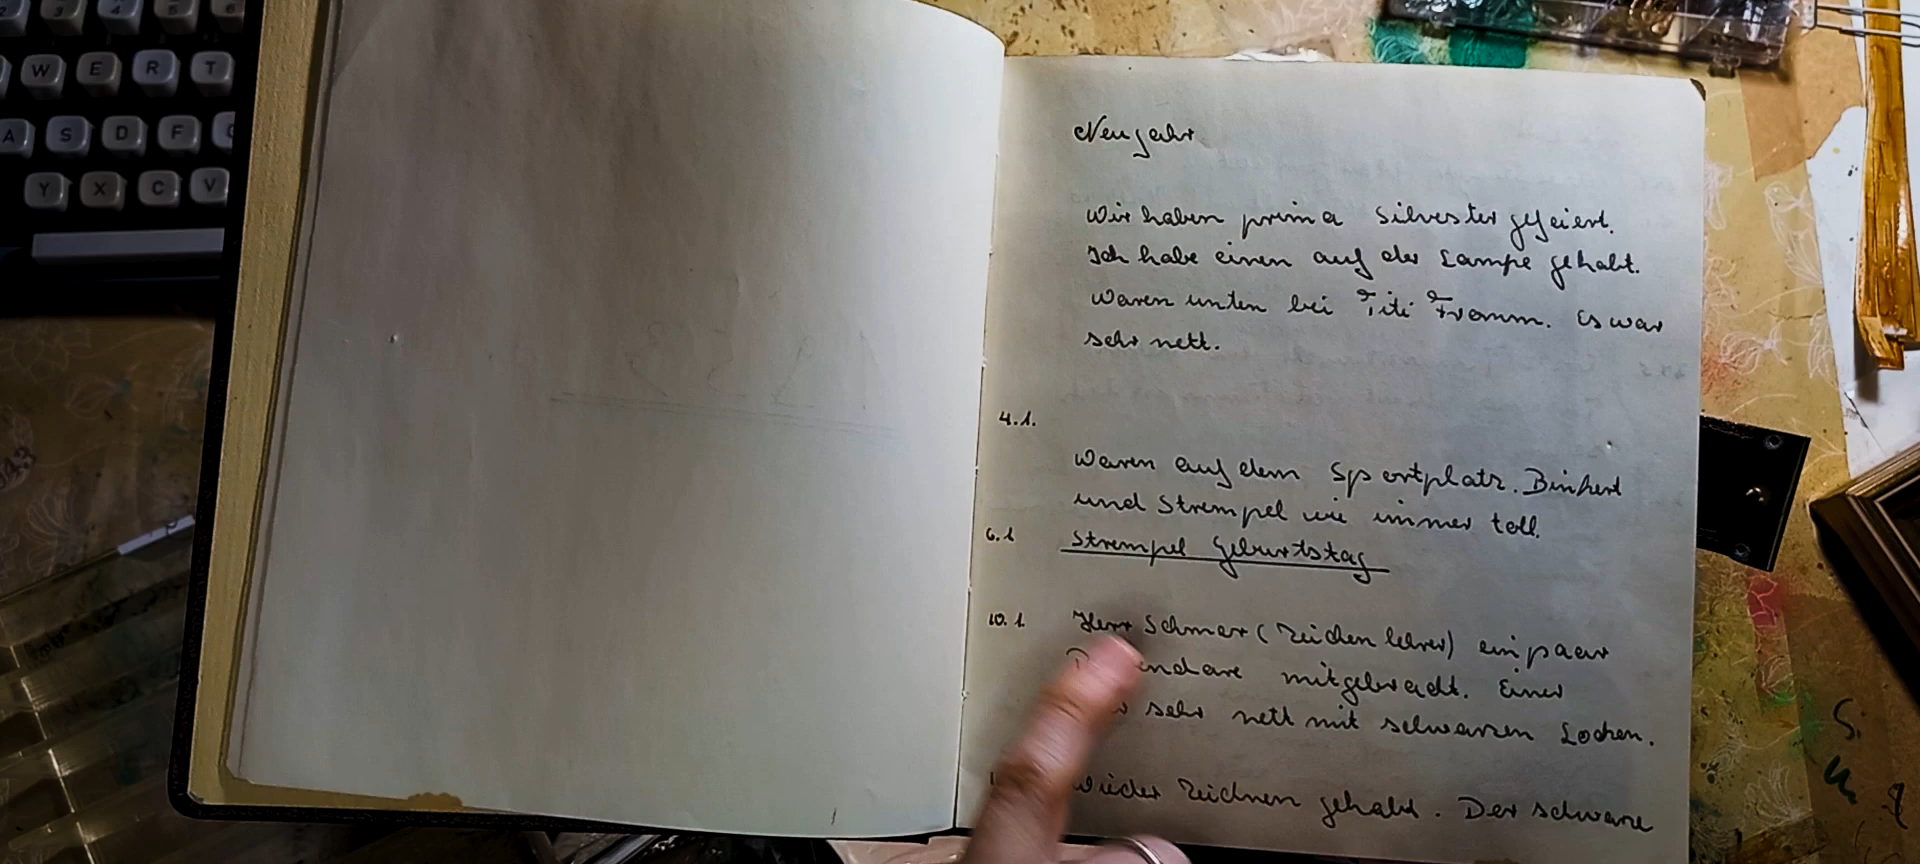 W E R T
A S D F
Y X C V
Neujahr
Wir haben prima Silvester gefeiert.
Ich habe einen auf der Lampe gehabt.
Waren unten bei Titi Fromm. Es war
sehr nett.
4.1.
Waren auf dem Sportplatz. Binkert
und Strempel wie immer toll.
6.1 Strempel Geburtstag
10.1. Herr Schmar (Zeichenlehrer) ein paar
mitgebracht. Einer
sehr nett mit schwarzen Locken.
Wieder Zeichnen gehabt. Der schwarze